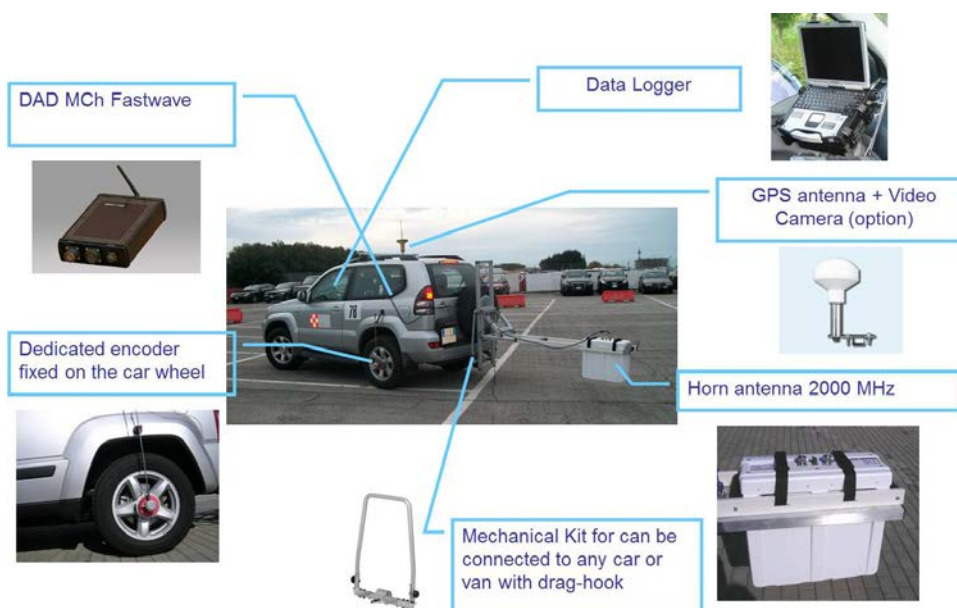 DAD MCh Fastwave
Data Logger
GPS antenna + Video
Camera (option)
78
Dedicated encoder
fixed on the car wheel
Horn antenna 2000 MHz
Mechanical Kit for can be
connected to any car or
van with drag-hook